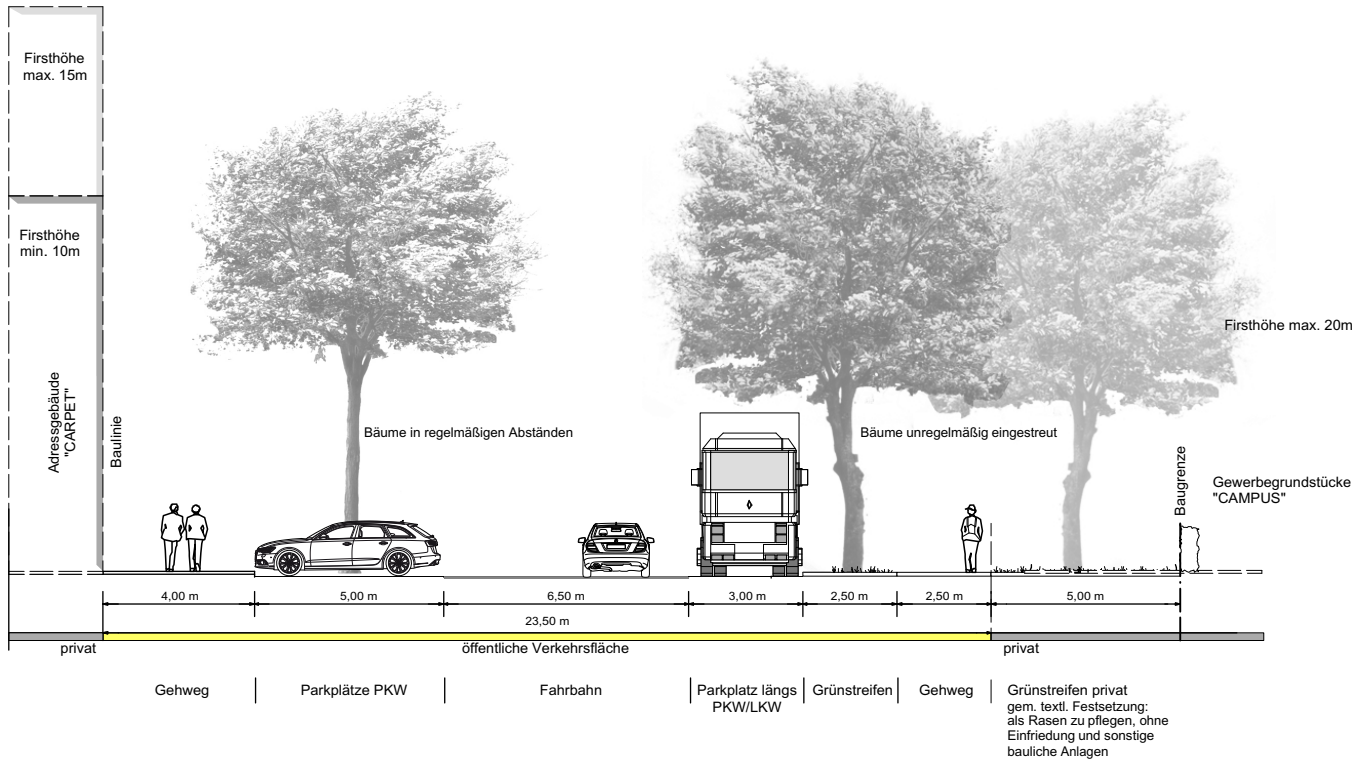 Firsthöhe
max. 15m
Firsthöhe
min. 10m
Adressgebäude
"CARPET"
Baulinie
Bäume in regelmäßigen Abständen
Bäume unregelmäßig eingestreut
Firsthöhe max. 20m
Baugrenze
Gewerbegrundstücke
"CAMPUS"
4,00 m
5,00 m
6,50 m
3,00 m
2,50 m
2,50 m
5,00 m
23,50 m
privat
öffentliche Verkehrsfläche
privat
Gehweg
Parkplätze PKW
Fahrbahn
Parkplatz längs
PKW/LKW
Grünstreifen
Gehweg
Grünstreifen privat
gem. textl. Festsetzung:
als Rasen zu pflegen, ohne
Einfriedung und sonstige
bauliche Anlagen